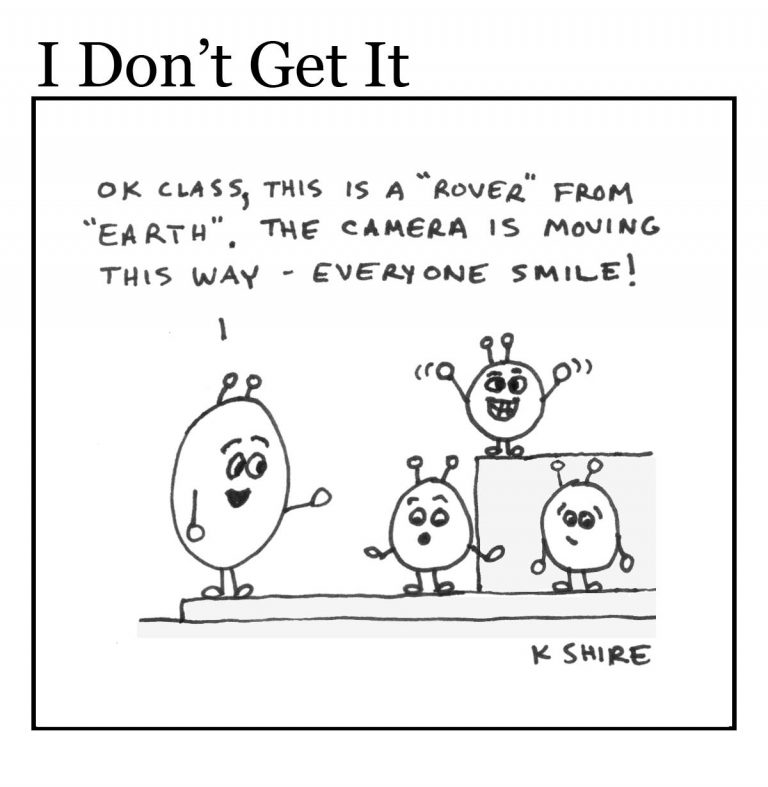 I Don’t Get It
OK CLASS, THIS IS A "ROVER" FROM
"EARTH". THE CAMERA IS MOVING
THIS WAY - EVERYONE SMILE!
K SHIRE